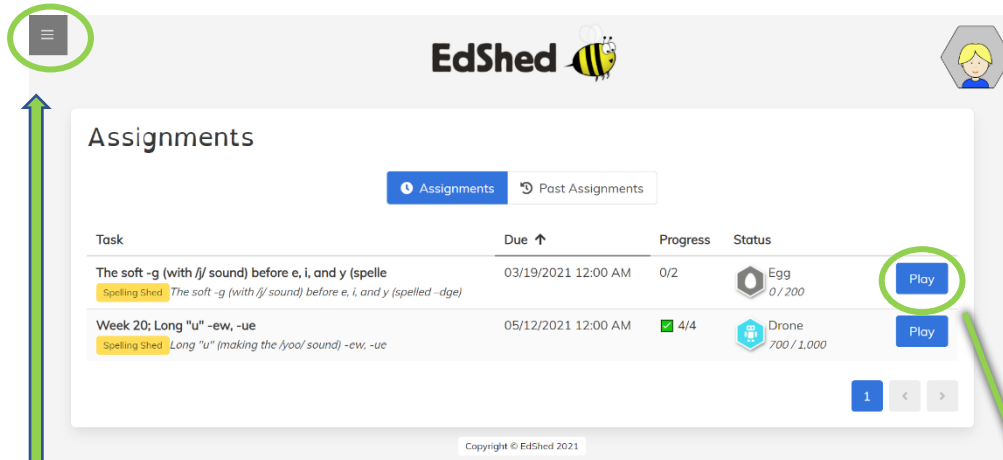 EdShed
Assignments
Assignments Past Assignments
Task Due Progress Status
The soft -g (with /j/ sound) before e, i, and y (spelle 03/19/2021 12:00 AM 0/2 Egg Play
Spelling Shed The soft -g (with /j/ sound) before e, i, and y (spelled –dge) 0 / 200
Week 20; Long "u" -ew, -ue 05/12/2021 12:00 AM 4/4 Drone Play
Spelling Shed Long "u" (making the /yoo/ sound) -ew, -ue 700 / 1,000
1
Copyright © EdShed 2021